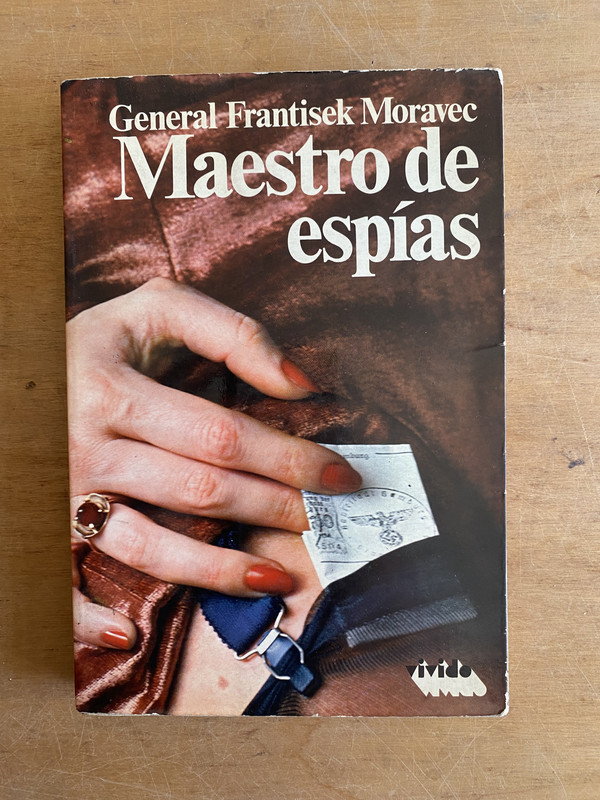 General Frantisek Moravec
Maestro de
espías
vivido